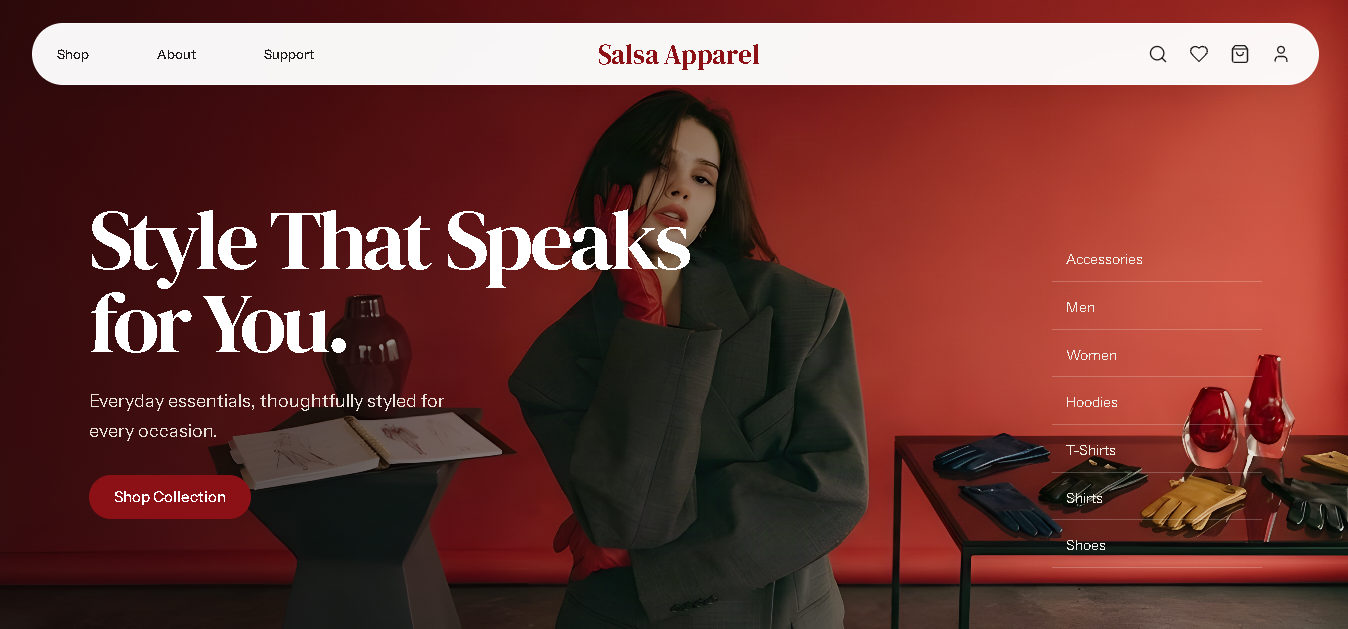 Shop
About
Support
Salsa Apparel
Style That Speaks
for You.
Everyday essentials, thoughtfully styled for
every occasion.
Shop Collection
Accessories
Men
Women
Hoodies
T-Shirts
Shirts
Shoes